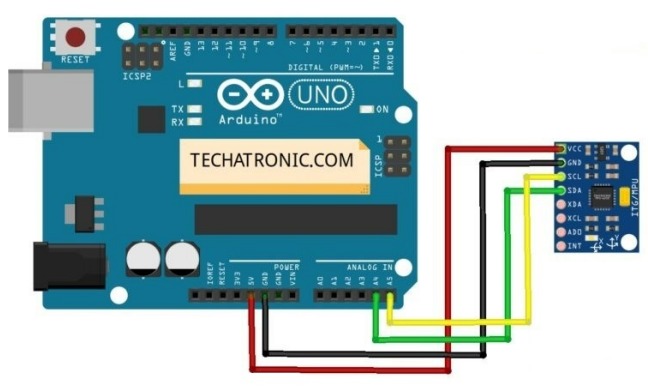 RESET
ICSP2
AREF
GND
13
12
~11
~10
~9
8
7
~6
~5
4
~3
2
TX0▶1
RX0◀0
DIGITAL (PWM=~)
L
TX
RX
UNO
ON
Arduino™
1
ICSP
TECHATRONIC.COM
IOREF
RESET
3V3
5V
GND
GND
VIN
POWER
A0
A1
A2
A3
A4
A5
ANALOG IN
VCC
GND
SCL
SDA
XDA
XCL
ADO
INT
ITG/MPU
X
Y